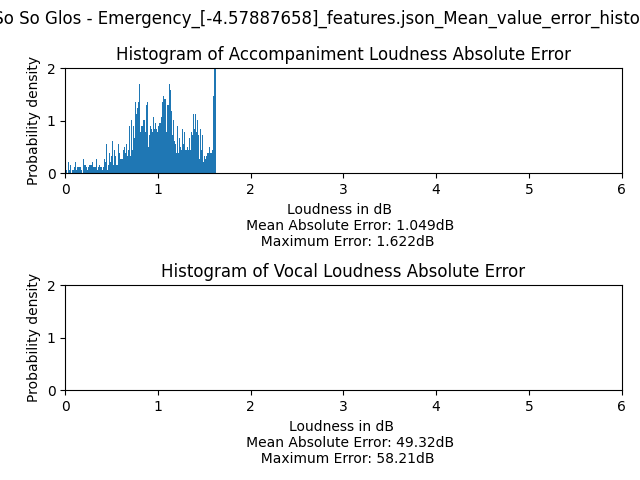 So So Glos - Emergency_[-4.57887658]_features.json_Mean_value_error_histo
Histogram of Accompaniment Loudness Absolute Error
Probability density
2
1
0
0 1 2 3 4 5 6
Loudness in dB
Mean Absolute Error: 1.049dB
Maximum Error: 1.622dB
Histogram of Vocal Loudness Absolute Error
Probability density
2
1
0
0 1 2 3 4 5 6
Loudness in dB
Mean Absolute Error: 49.32dB
Maximum Error: 58.21dB